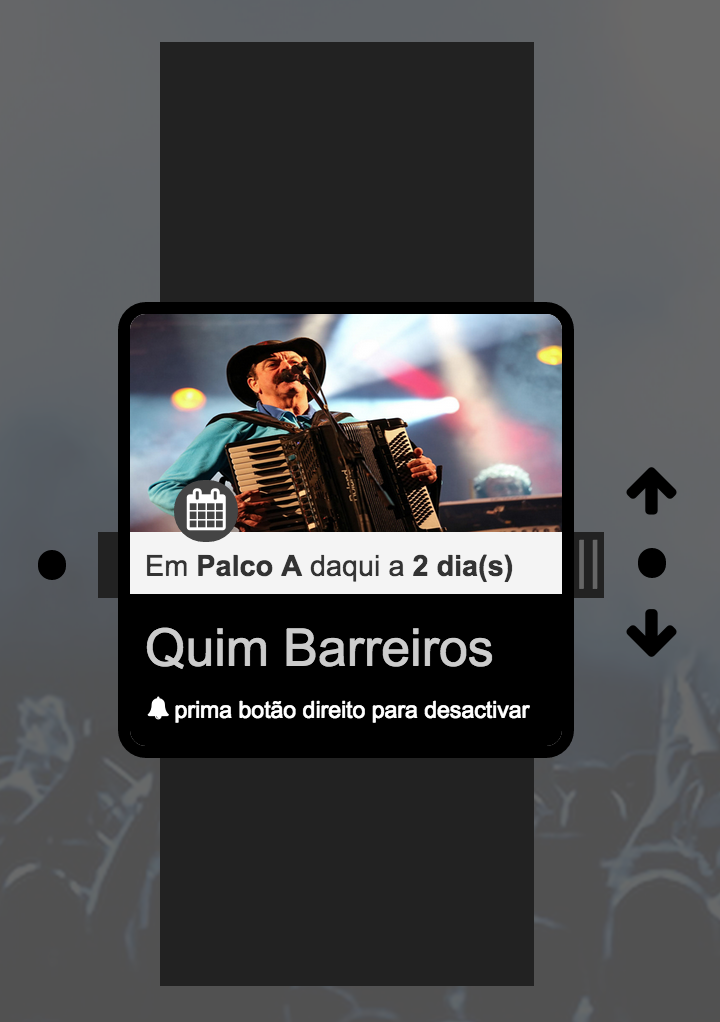 Em Palco A daqui a 2 dia(s)
Quim Barreiros
prima botão direito para desactivar